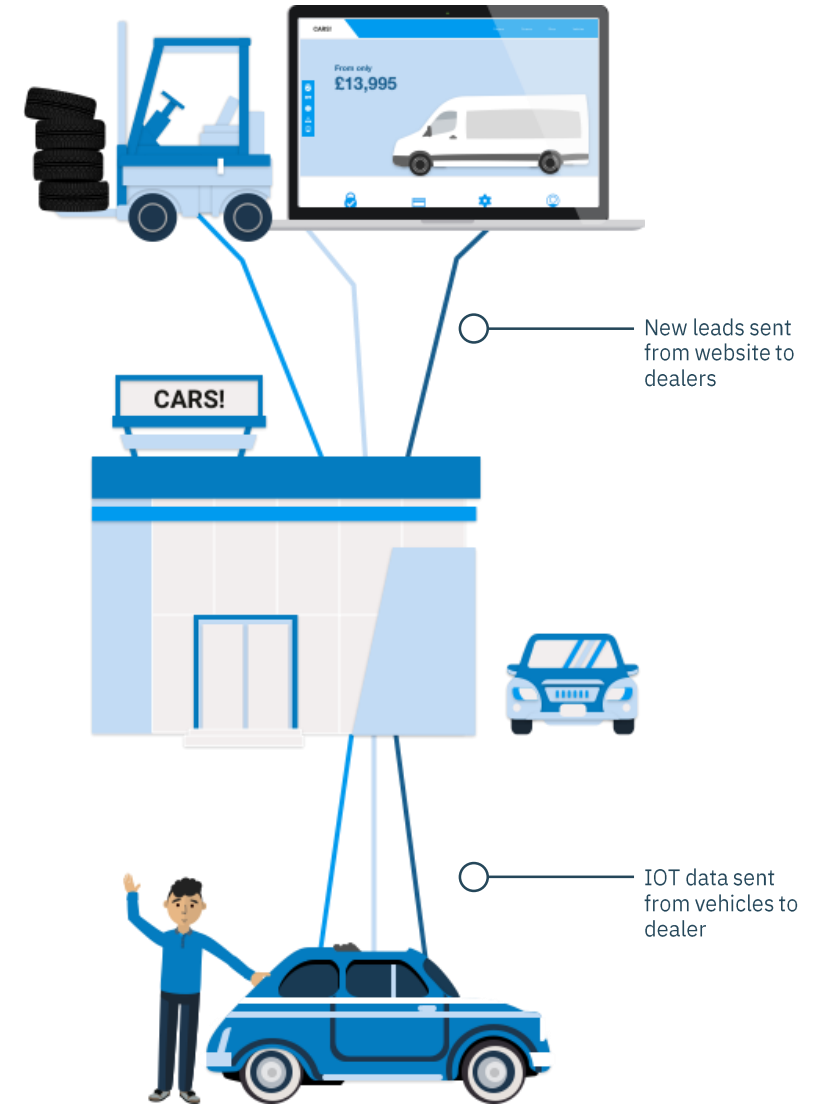 CARS!
From only
£13,995
New leads sent
from website to
dealers
CARS!
IOT data sent
from vehicles to
dealer